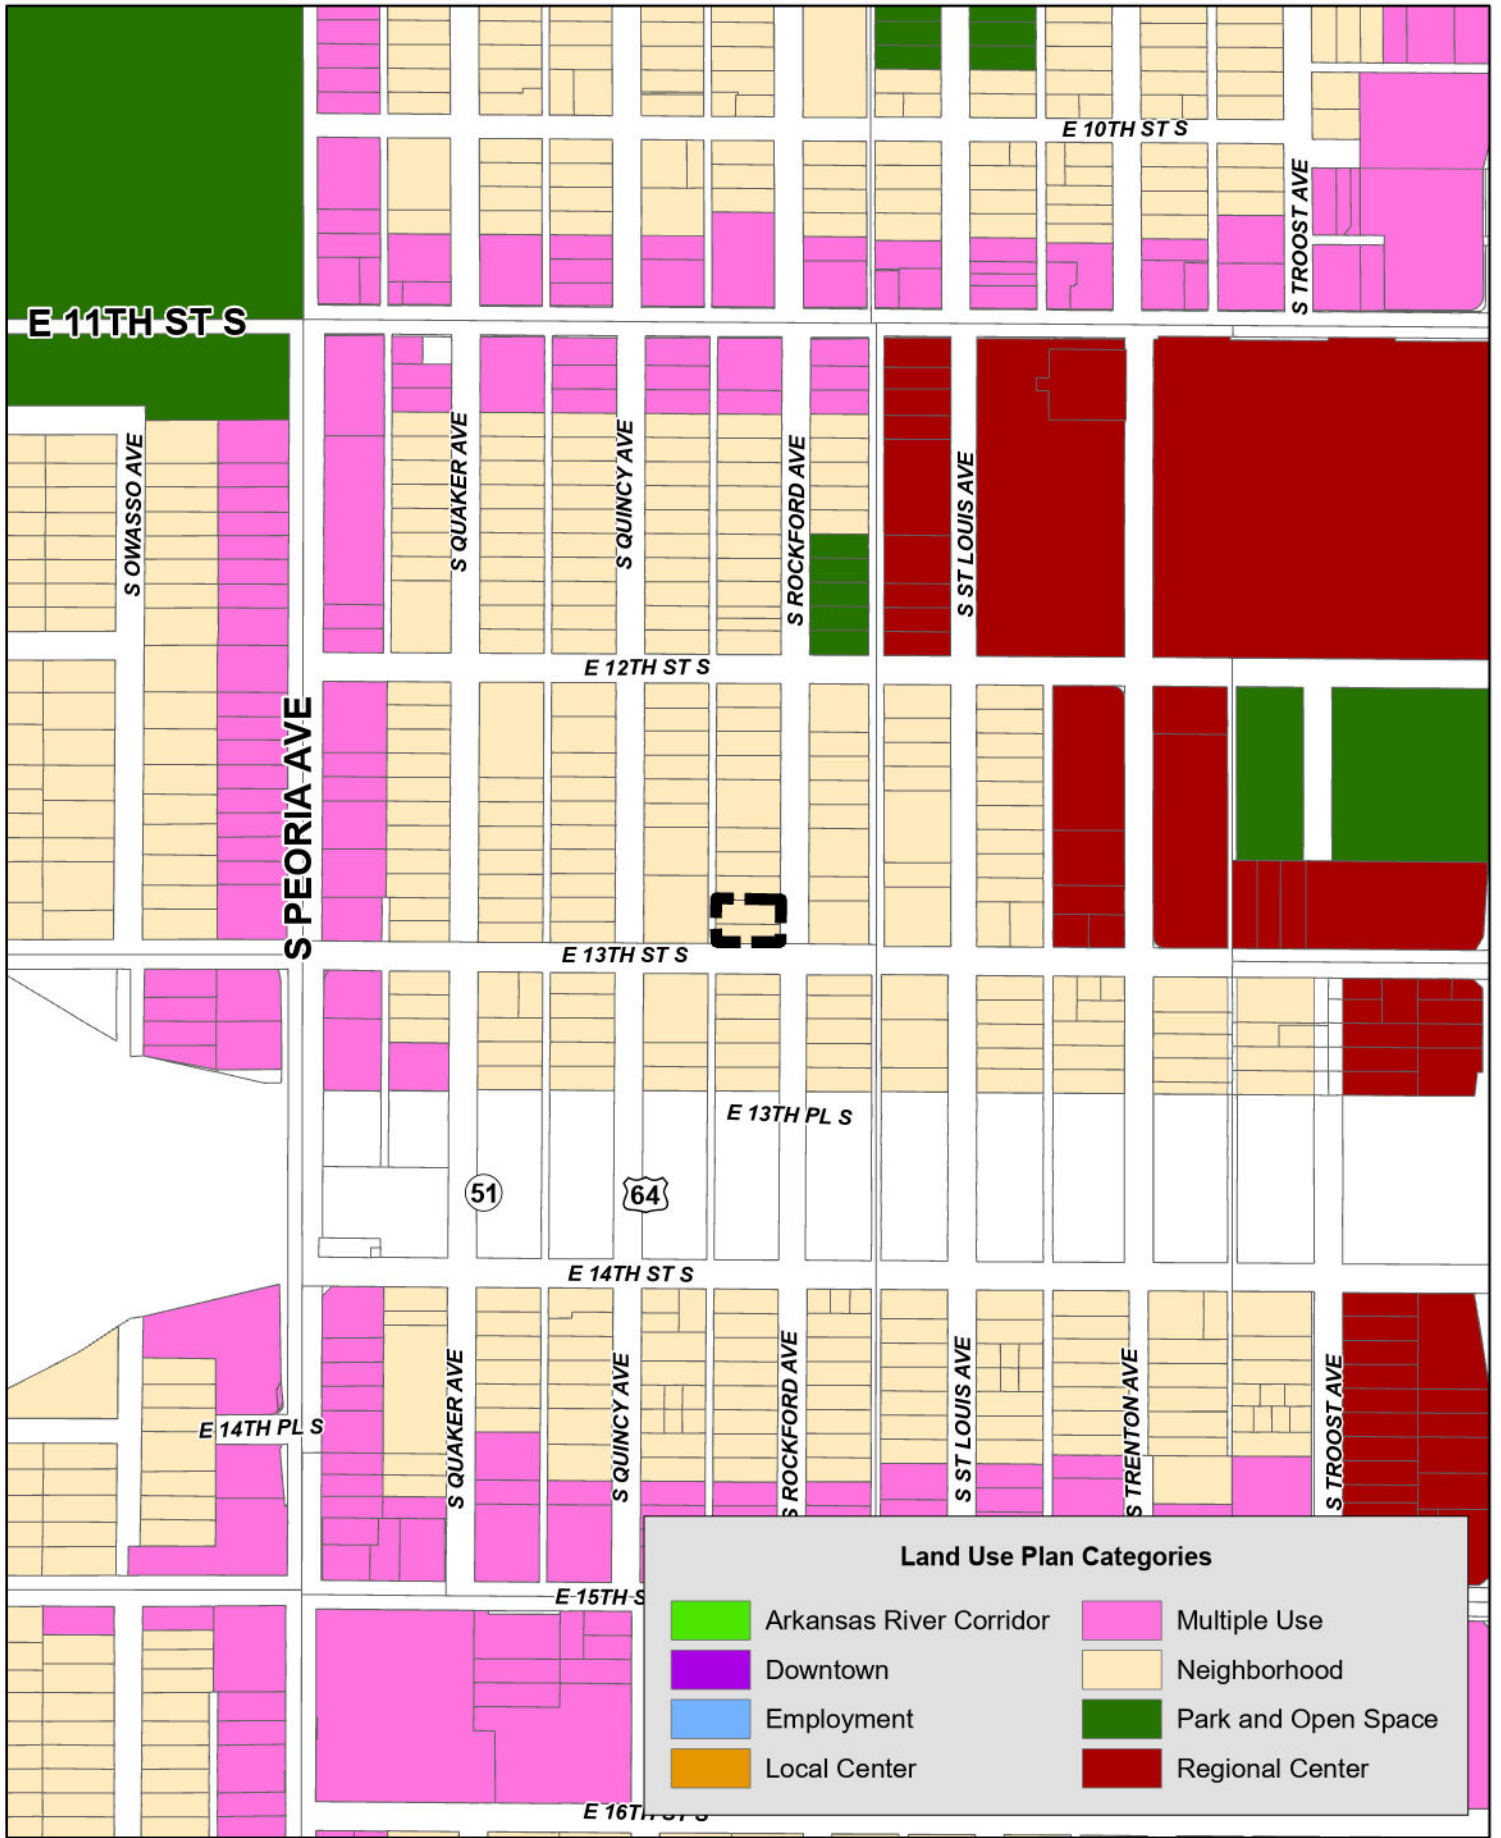 E 10TH ST S
S TROOST AVE
E 11TH ST S
S OWASSO AVE
S QUAKER AVE
S QUINCY AVE
S ROCKFORD AVE
S ST LOUIS AVE
E 12TH ST S
S PEORIA AVE
E 13TH ST S
E 13TH PL S
51
64
E 14TH ST S
E 14TH PL S
S QUAKER AVE
S QUINCY AVE
S ROCKFORD AVE
S ST LOUIS AVE
S TRENTON AVE
S TROOST AVE
E 15TH S
E 16TH ST S
Land Use Plan Categories
Arkansas River Corridor
Downtown
Employment
Local Center
Multiple Use
Neighborhood
Park and Open Space
Regional Center